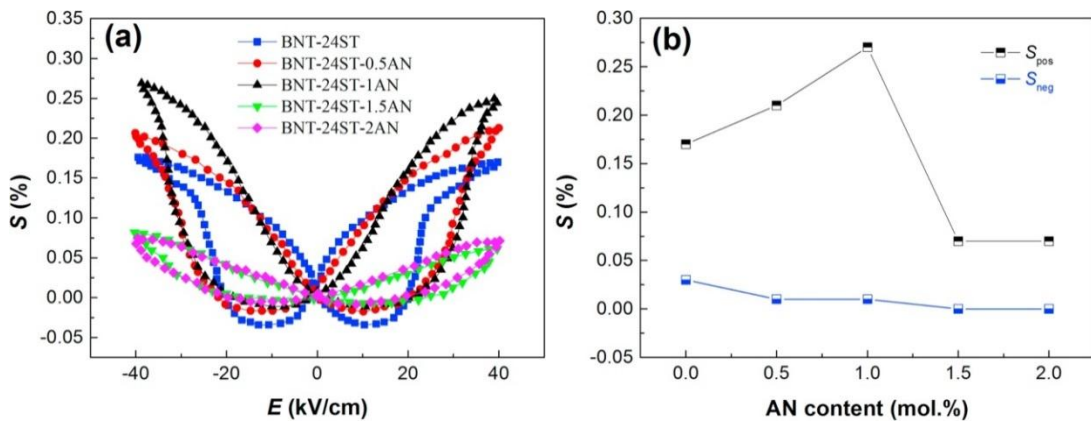 (a)
BNT-24ST
BNT-24ST-0.5AN
BNT-24ST-1AN
BNT-24ST-1.5AN
BNT-24ST-2AN
0.35
0.30
0.25
0.20
0.15
0.10
0.05
0.00
-0.05
S (%)
-40 -20 0 20 40
E (kV/cm)
(b)
Spos
Sneg
0.30
0.25
0.20
0.15
0.10
0.05
0.00
-0.05
S (%)
0.0 0.5 1.0 1.5 2.0
AN content (mol.%)